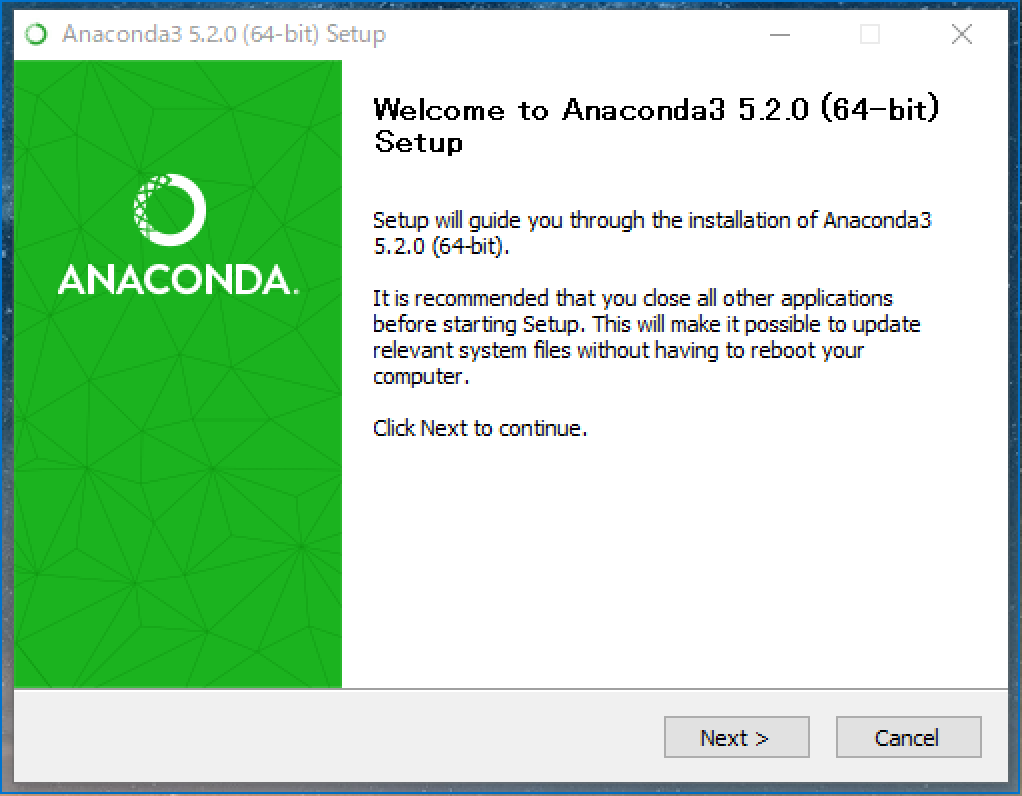 Anaconda3 5.2.0 (64-bit) Setup
ANACONDA.
Welcome to Anaconda3 5.2.0 (64-bit)
Setup
Setup will guide you through the installation of Anaconda3
5.2.0 (64-bit).
It is recommended that you close all other applications
before starting Setup. This will make it possible to update
relevant system files without having to reboot your
computer.
Click Next to continue.
Next >
Cancel